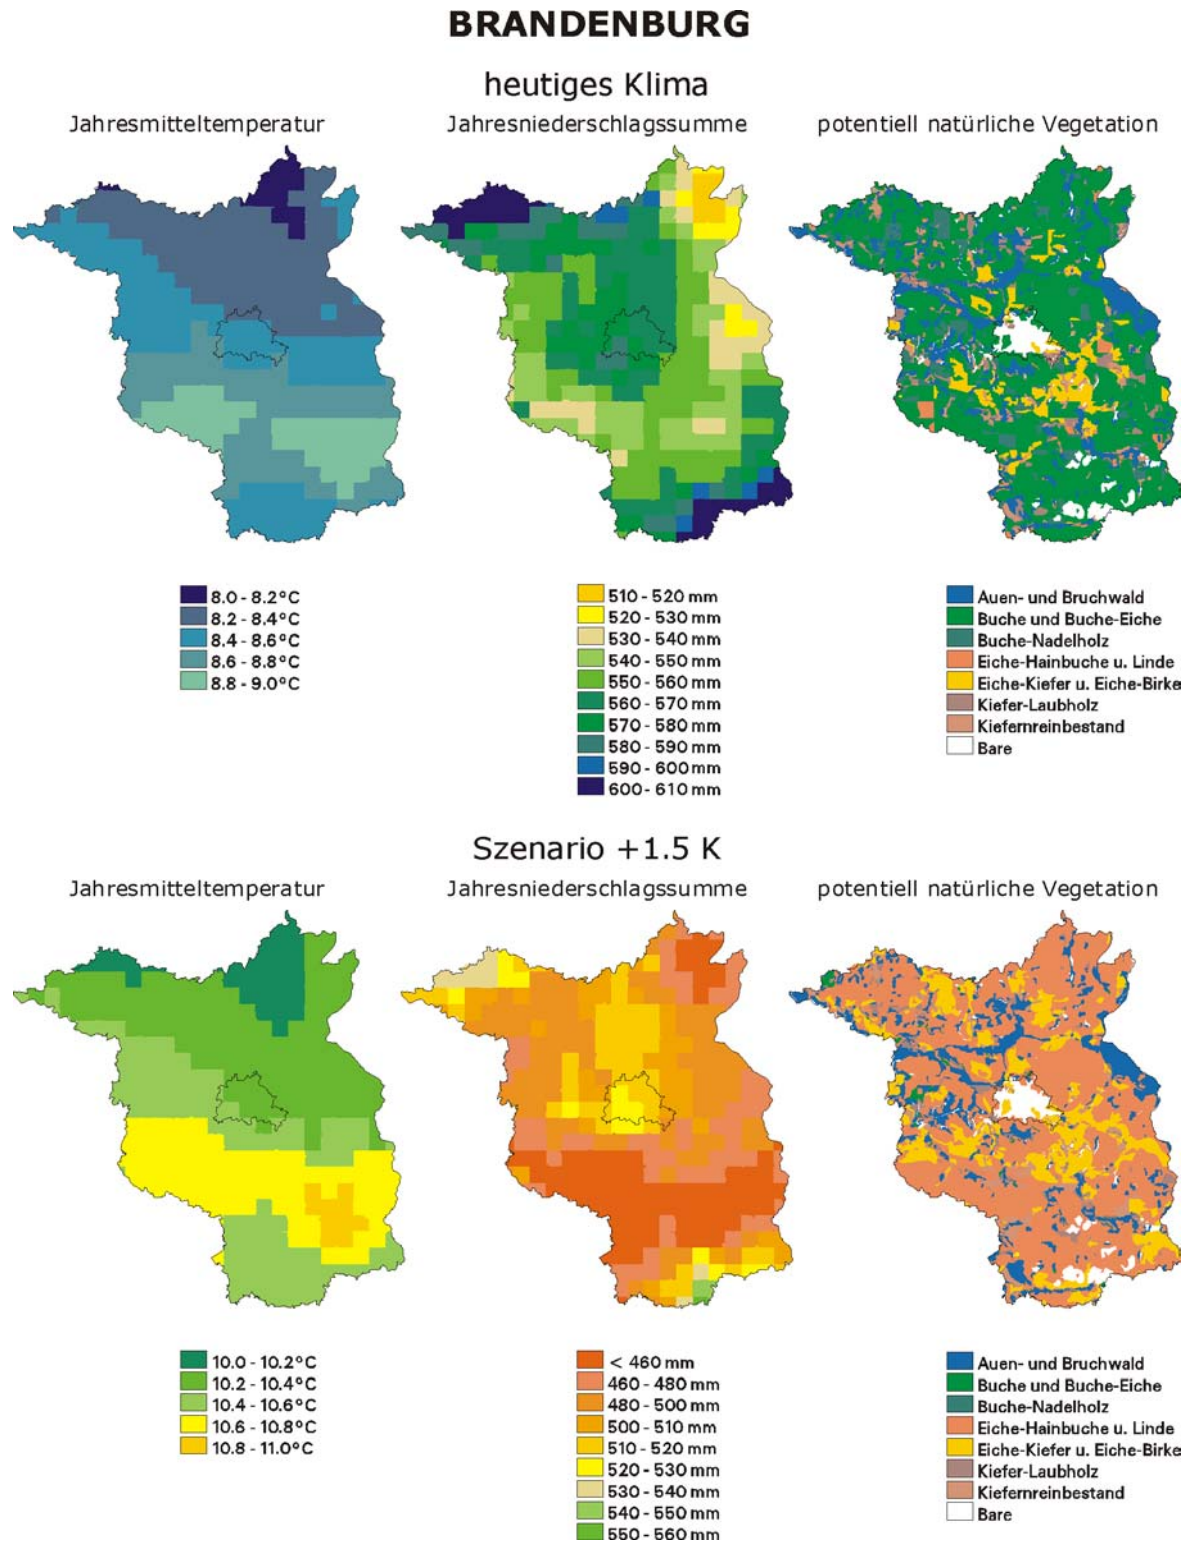 BRANDENBURG
heutiges Klima
Jahresmitteltemperatur
Jahresniederschlagssumme
potentiell natürliche Vegetation
8.0 - 8.2°C
8.2 - 8.4°C
8.4 - 8.6°C
8.6 - 8.8°C
8.8 - 9.0°C
510 - 520 mm
520 - 530 mm
530 - 540 mm
540 - 550 mm
550 - 560 mm
560 - 570 mm
570 - 580 mm
580 - 590 mm
590 - 600 mm
600 - 610 mm
Auen- und Bruchwald
Buche und Buche-Eiche
Buche-Nadelholz
Eiche-Hainbuche u. Linde
Eiche-Kiefer u. Eiche-Birke
Kiefer-Laubholz
Kiefernreinbestand
Bare
Szenario +1.5 K
Jahresmitteltemperatur
Jahresniederschlagssumme
potentiell natürliche Vegetation
10.0 - 10.2°C
10.2 - 10.4°C
10.4 - 10.6°C
10.6 - 10.8°C
10.8 - 11.0°C
< 460 mm
460 - 480 mm
480 - 500 mm
500 - 510 mm
510 - 520 mm
520 - 530 mm
530 - 540 mm
540 - 550 mm
550 - 560 mm
Auen- und Bruchwald
Buche und Buche-Eiche
Buche-Nadelholz
Eiche-Hainbuche u. Linde
Eiche-Kiefer u. Eiche-Birke
Kiefer-Laubholz
Kiefernreinbestand
Bare